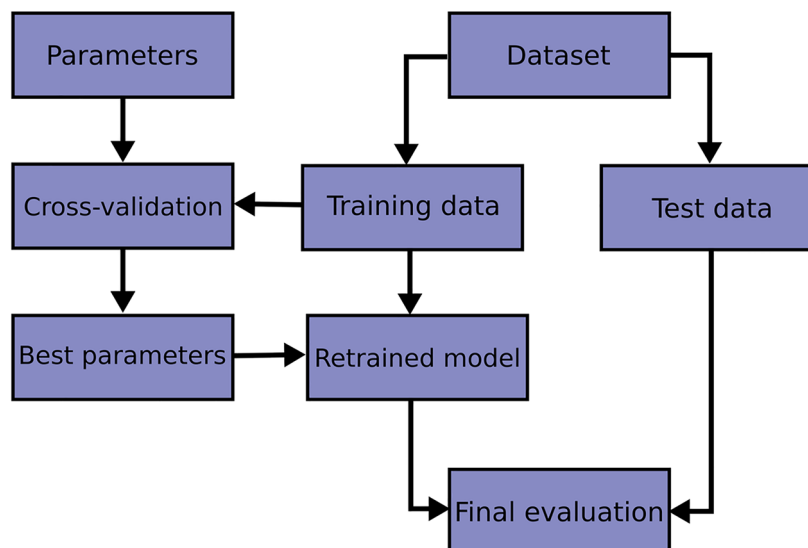 Parameters
Dataset
Cross-validation
Training data
Test data
Best parameters
Retrained model
Final evaluation